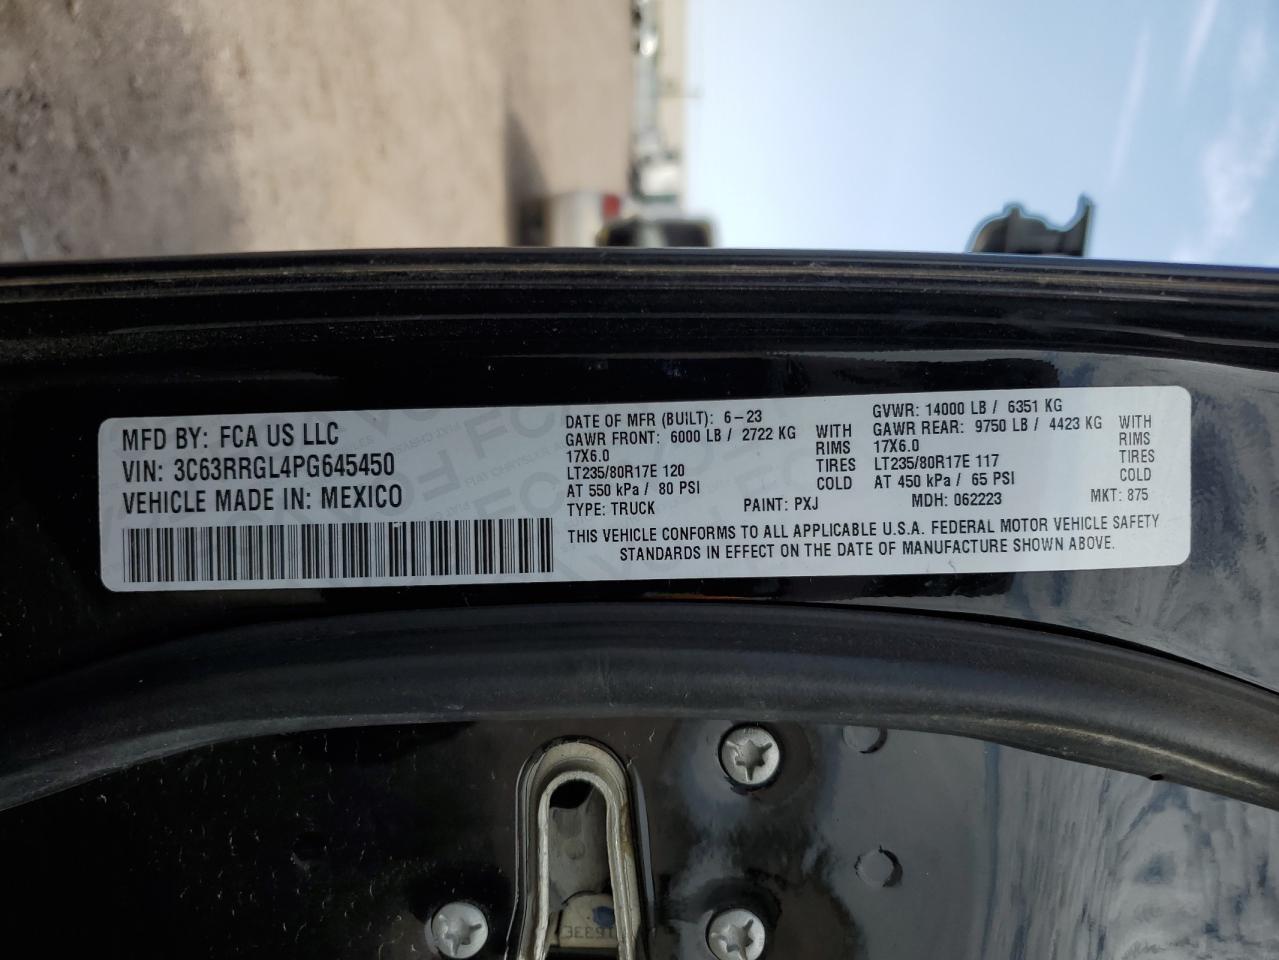 MFD BY: FCA US LLC
VIN: 3C63RRGL4PG645450
VEHICLE MADE IN: MEXICO
DATE OF MFR (BUILT): 6-23 GVWR: 14000 LB / 6351 KG
GAWR FRONT: 6000 LB / 2722 KG WITH GAWR REAR: 9750 LB / 4423 KG WITH
17X6.0 RIMS 17X6.0 RIMS
LT235/80R17E 120 TIRES LT235/80R17E 117 TIRES
AT 550 kPa / 80 PSI COLD AT 450 kPa / 65 PSI COLD
TYPE: TRUCK PAINT: PXJ MDH: 062223 MKT: 875
THIS VEHICLE CONFORMS TO ALL APPLICABLE U.S.A. FEDERAL MOTOR VEHICLE SAFETY
STANDARDS IN EFFECT ON THE DATE OF MANUFACTURE SHOWN ABOVE.